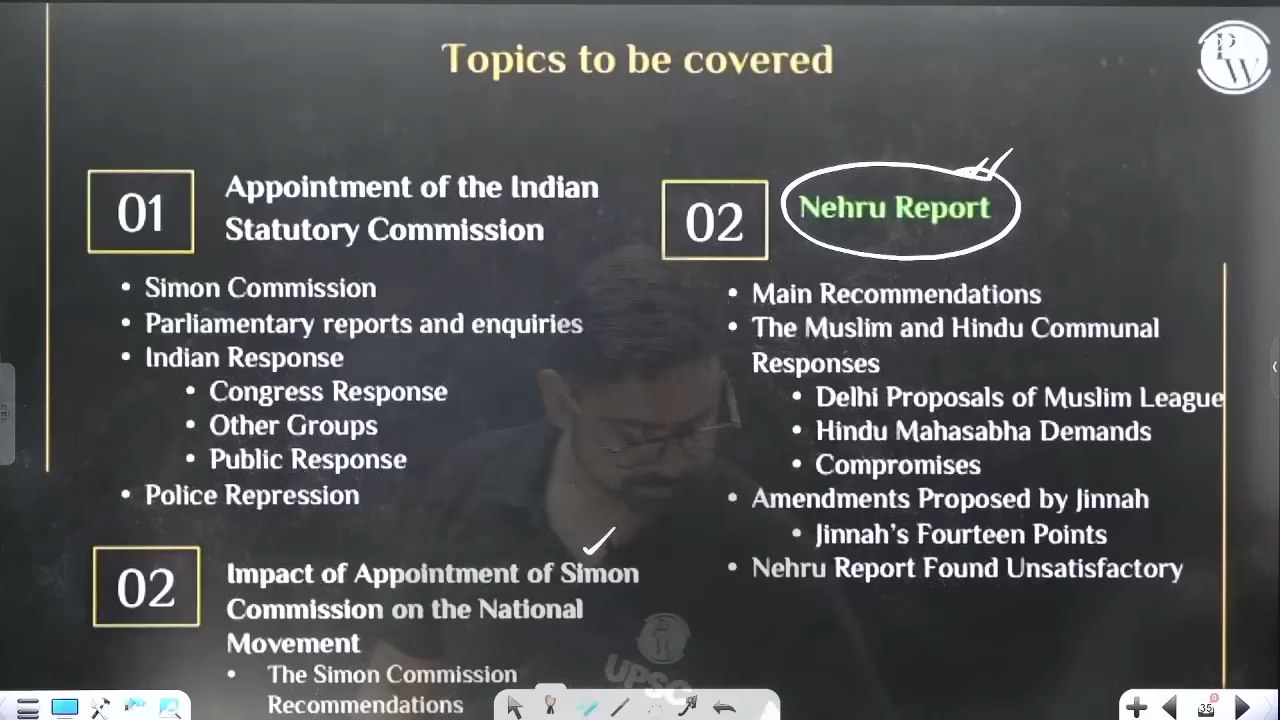 Topics to be covered
PW
01
Appointment of the Indian
Statutory Commission
• Simon Commission
• Parliamentary reports and enquiries
• Indian Response
• Congress Response
• Other Groups
• Public Response
• Police Repression
02
Impact of Appointment of Simon
Commission on the National
Movement
• The Simon Commission
Recommendations
02
Nehru Report
• Main Recommendations
• The Muslim and Hindu Communal
Responses
• Delhi Proposals of Muslim League
• Hindu Mahasabha Demands
• Compromises
• Amendments Proposed by Jinnah
• Jinnah's Fourteen Points
• Nehru Report Found Unsatisfactory
UPSC
35